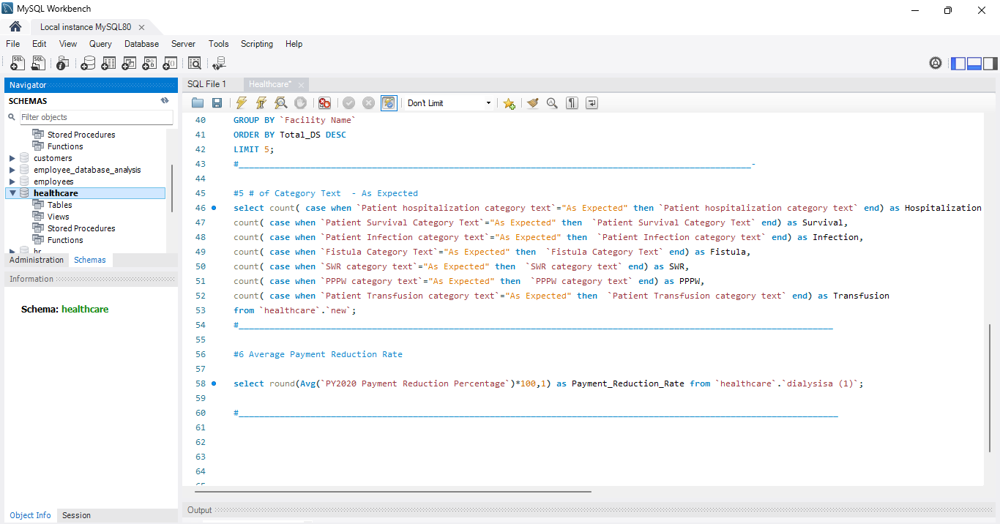 MySQL Workbench
Local instance MySQL80
File Edit View Query Database Server Tools Scripting Help
Navigator
SCHEMAS
Filter objects
Stored Procedures
Functions
customers
employee_database_analysis
employees
healthcare
Tables
Views
Stored Procedures
Functions
hr
Administration Schemas
Information
Schema: healthcare
Object Info Session
SQL File 1 Healthcare*
Don't Limit
40 GROUP BY `Facility Name`
41 ORDER BY Total_DS DESC
42 LIMIT 5;
43 #____________________________________________________________________________________________________-
44
45 #5 # of Category Text  - As Expected
46 select count( case when `Patient hospitalization category text`="As Expected" then `Patient hospitalization category text` end) as Hospitalization
47 count( case when `Patient Survival Category Text`="As Expected" then  `Patient Survival Category Text` end) as Survival,
48 count( case when `Patient Infection category text`="As Expected" then  `Patient Infection category text` end) as Infection,
49 count( case when `Fistula Category Text`="As Expected" then  `Fistula Category Text` end) as Fistula,
50 count( case when `SWR category text`="As Expected" then  `SWR category text` end) as SWR,
51 count( case when `PPPW category text`="As Expected" then  `PPPW category text` end) as PPPW,
52 count( case when `Patient Transfusion category text`="As Expected" then  `Patient Transfusion category text` end) as Transfusion
53 from `healthcare`.`new`;
54 #____________________________________________________________________________________________________________________
55
56 #6 Average Payment Reduction Rate
57
58 select round(Avg(`PY2020 Payment Reduction Percentage`)*100,1) as Payment_Reduction_Rate from `healthcare`.`dialysisa (1)`;
59
60 #_____________________________________________________________________________________________________________________
61
62
63
64
Output